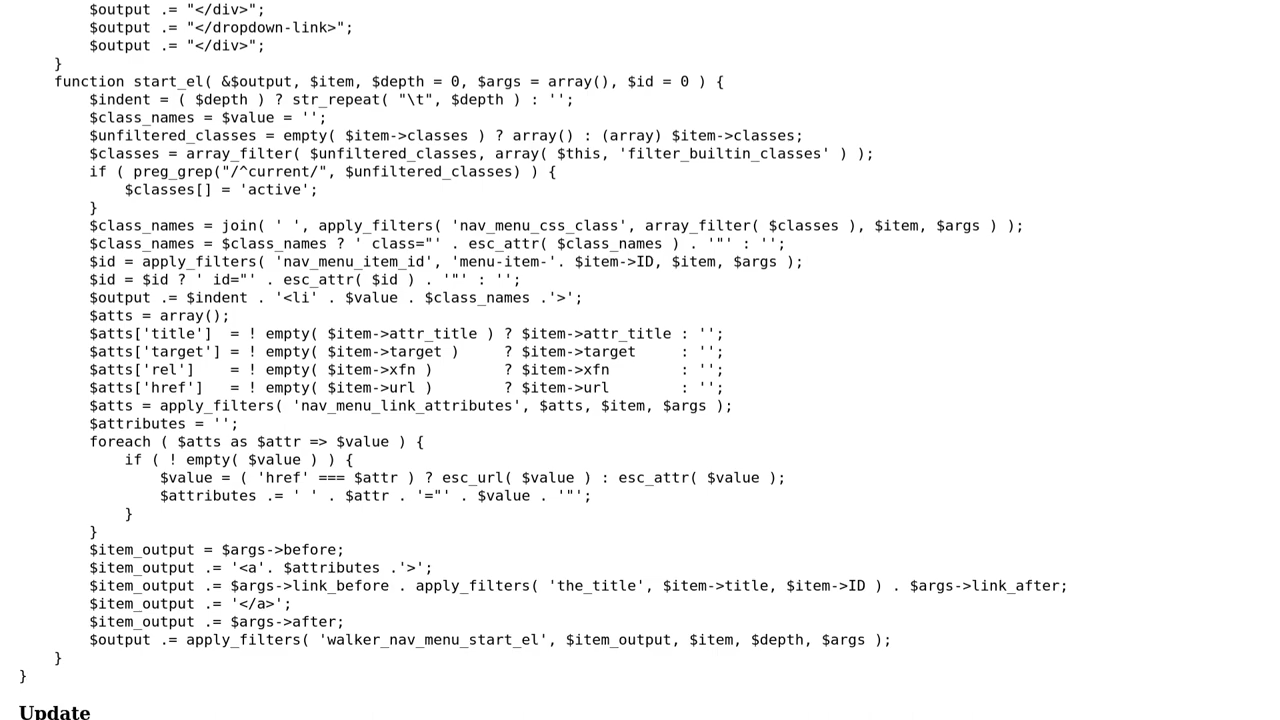 $output .= "</div>";
        $output .= "</dropdown-link>";
        $output .= "</div>";
    }
    function start_el( &$output, $item, $depth = 0, $args = array(), $id = 0 ) {
        $indent = ( $depth ) ? str_repeat( "\t", $depth ) : '';
        $class_names = $value = '';
        $unfiltered_classes = empty( $item->classes ) ? array() : (array) $item->classes;
        $classes = array_filter( $unfiltered_classes, array( $this, 'filter_builtin_classes' ) );
        if ( preg_grep("/^current/", $unfiltered_classes) ) {
            $classes[] = 'active';
        }
        $class_names = join( ' ', apply_filters( 'nav_menu_css_class', array_filter( $classes ), $item, $args ) );
        $class_names = $class_names ? ' class="' . esc_attr( $class_names ) . '"' : '';
        $id = apply_filters( 'nav_menu_item_id', 'menu-item-'. $item->ID, $item, $args );
        $id = $id ? ' id="' . esc_attr( $id ) . '"' : '';
        $output .= $indent . '<li' . $value . $class_names .'>';
        $atts = array();
        $atts['title']  = ! empty( $item->attr_title ) ? $item->attr_title : '';
        $atts['target'] = ! empty( $item->target )     ? $item->target     : '';
        $atts['rel']    = ! empty( $item->xfn )        ? $item->xfn        : '';
        $atts['href']   = ! empty( $item->url )        ? $item->url        : '';
        $atts = apply_filters( 'nav_menu_link_attributes', $atts, $item, $args );
        $attributes = '';
        foreach ( $atts as $attr => $value ) {
            if ( ! empty( $value ) ) {
                $value = ( 'href' === $attr ) ? esc_url( $value ) : esc_attr( $value );
                $attributes .= ' ' . $attr . '="' . $value . '"';
            }
        }
        $item_output = $args->before;
        $item_output .= '<a'. $attributes .'>';
        $item_output .= $args->link_before . apply_filters( 'the_title', $item->title, $item->ID ) . $args->link_after;
        $item_output .= '</a>';
        $item_output .= $args->after;
        $output .= apply_filters( 'walker_nav_menu_start_el', $item_output, $item, $depth, $args );
    }
}
Update